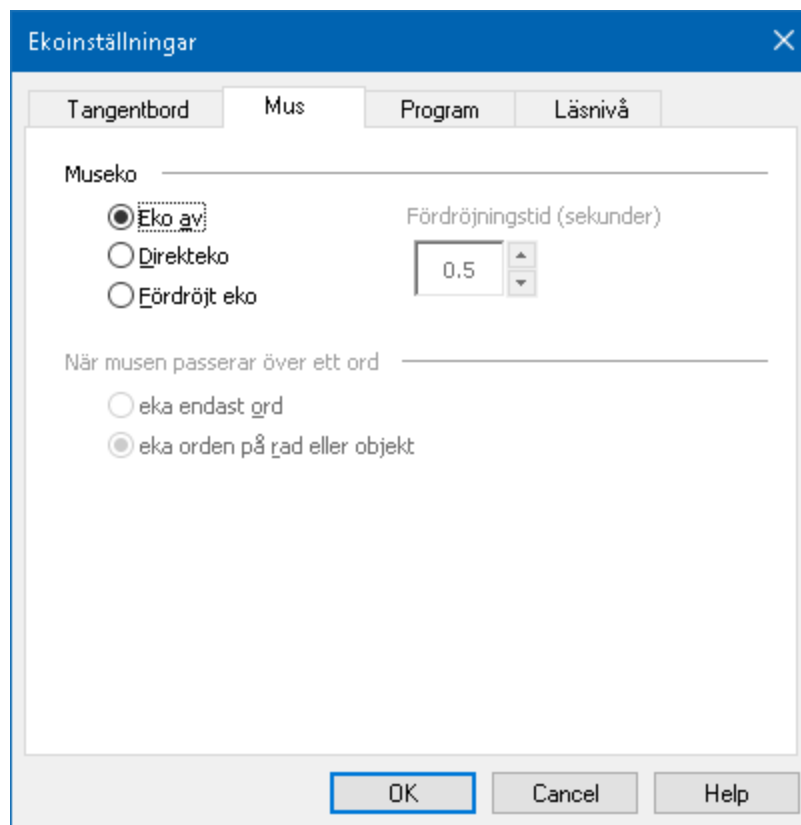 Ekoinställningar
Tangentbord Mus Program Läsnivå
Museko
Eko av Fördröjningstid (sekunder)
Direkteko 0.5
Fördröjt eko
När musen passerar över ett ord
eka endast ord
eka orden på rad eller objekt
OK Cancel Help